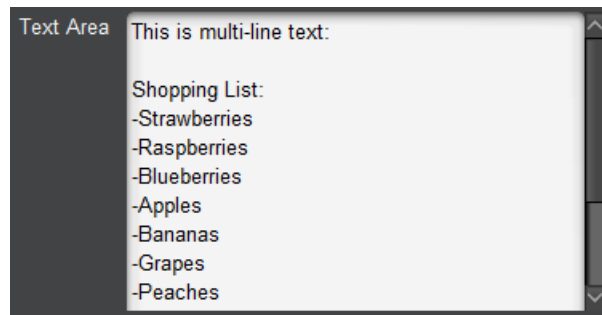 Text Area
This is multi-line text:

Shopping List:
-Strawberries
-Raspberries
-Blueberries
-Apples
-Bananas
-Grapes
-Peaches